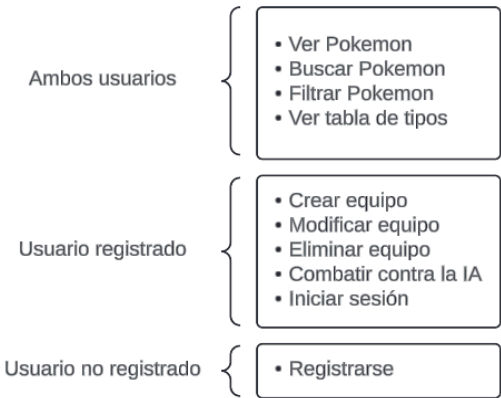 Ambos usuarios
• Ver Pokemon
• Buscar Pokemon
• Filtrar Pokemon
• Ver tabla de tipos
Usuario registrado
• Crear equipo
• Modificar equipo
• Eliminar equipo
• Combatir contra la IA
• Iniciar sesión
Usuario no registrado
• Registrarse